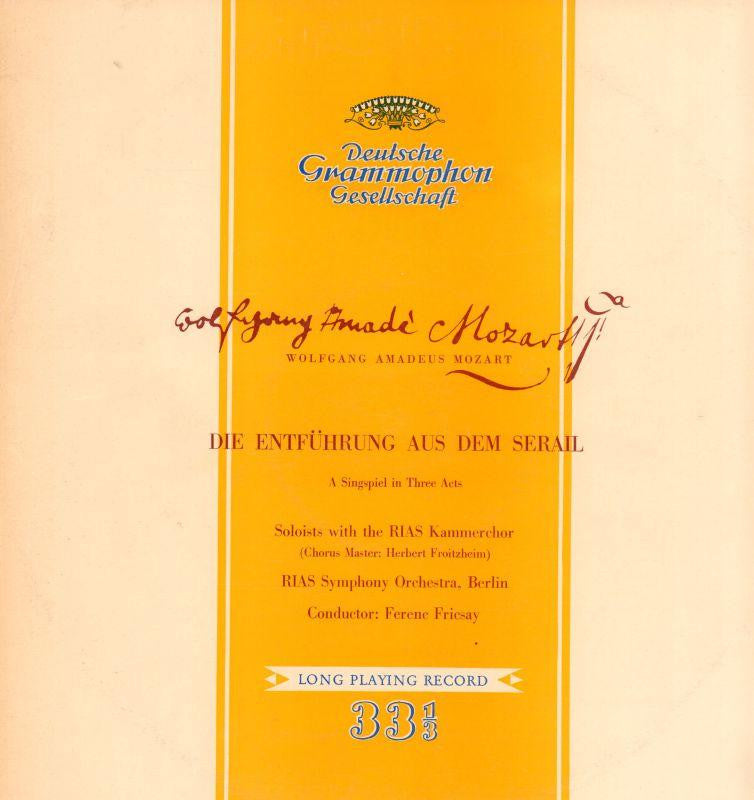 Deutsche
Grammophon
Gesellschaft
Wolfgang Amadè Mozart
WOLFGANG AMADEUS MOZART
DIE ENTFÜHRUNG AUS DEM SERAIL
A Singspiel in Three Acts
Soloists with the RIAS Kammerchor
(Chorus Master: Herbert Froitzheim)
RIAS Symphony Orchestra, Berlin
Conductor: Ferenc Fricsay
LONG PLAYING RECORD
33 1/3